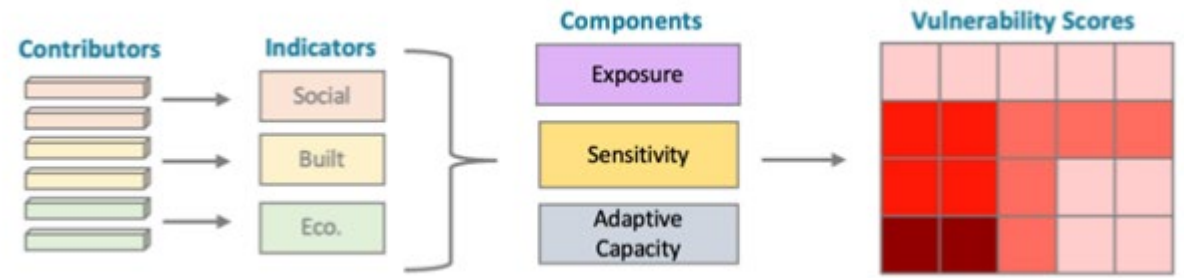 Contributors
Indicators
Social
Built
Eco.
Components
Exposure
Sensitivity
Adaptive
Capacity
Vulnerability Scores